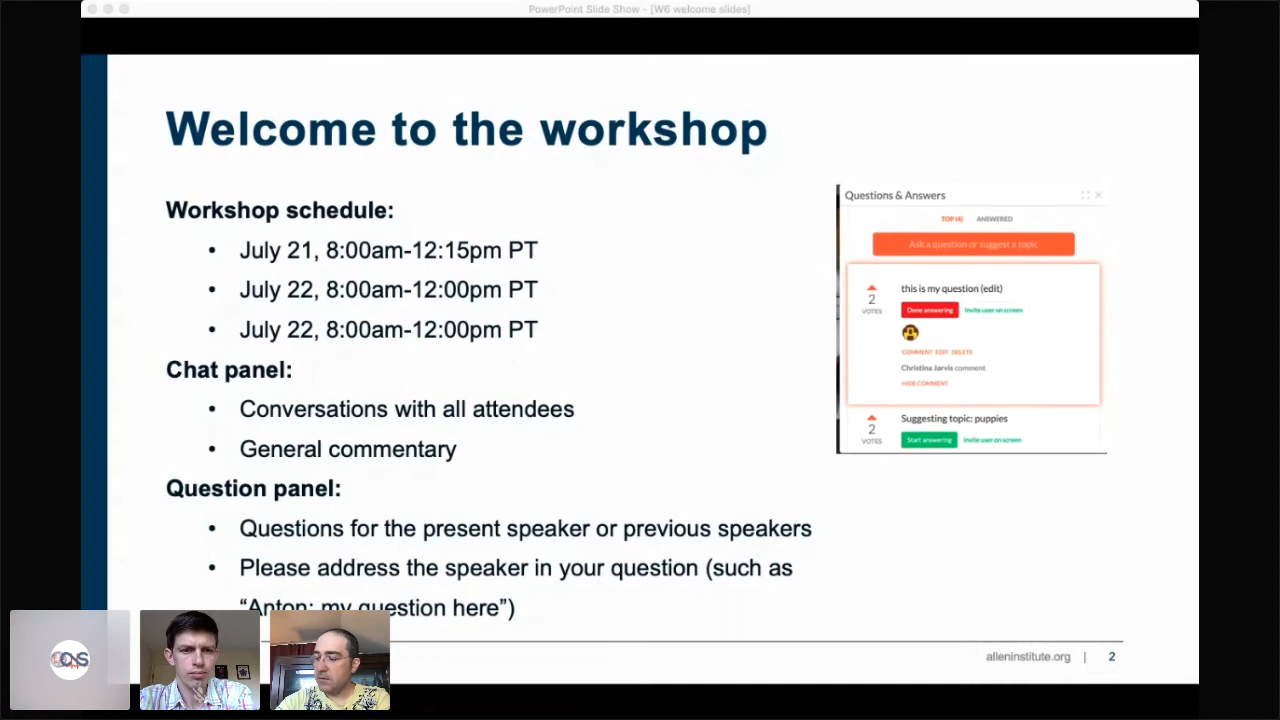 PowerPoint Slide Show - [W6 welcome slides]
Welcome to the workshop
Workshop schedule:
• July 21, 8:00am-12:15pm PT
• July 22, 8:00am-12:00pm PT
• July 22, 8:00am-12:00pm PT
Chat panel:
• Conversations with all attendees
• General commentary
Question panel:
• Questions for the present speaker or previous speakers
• Please address the speaker in your question (such as
“Anton: my question here”)
Questions & Answers
TOP (4) ANSWERED
Ask a question or suggest a topic
this is my question (edit)
2
VOTES
Done answering Invite user on screen
COMMENT EDIT DELETE
Christina Jarvis comment
HIDE COMMENT
Suggesting topic: puppies
2
VOTES
Start answering Invite user on screen
alleninstitute.org | 2